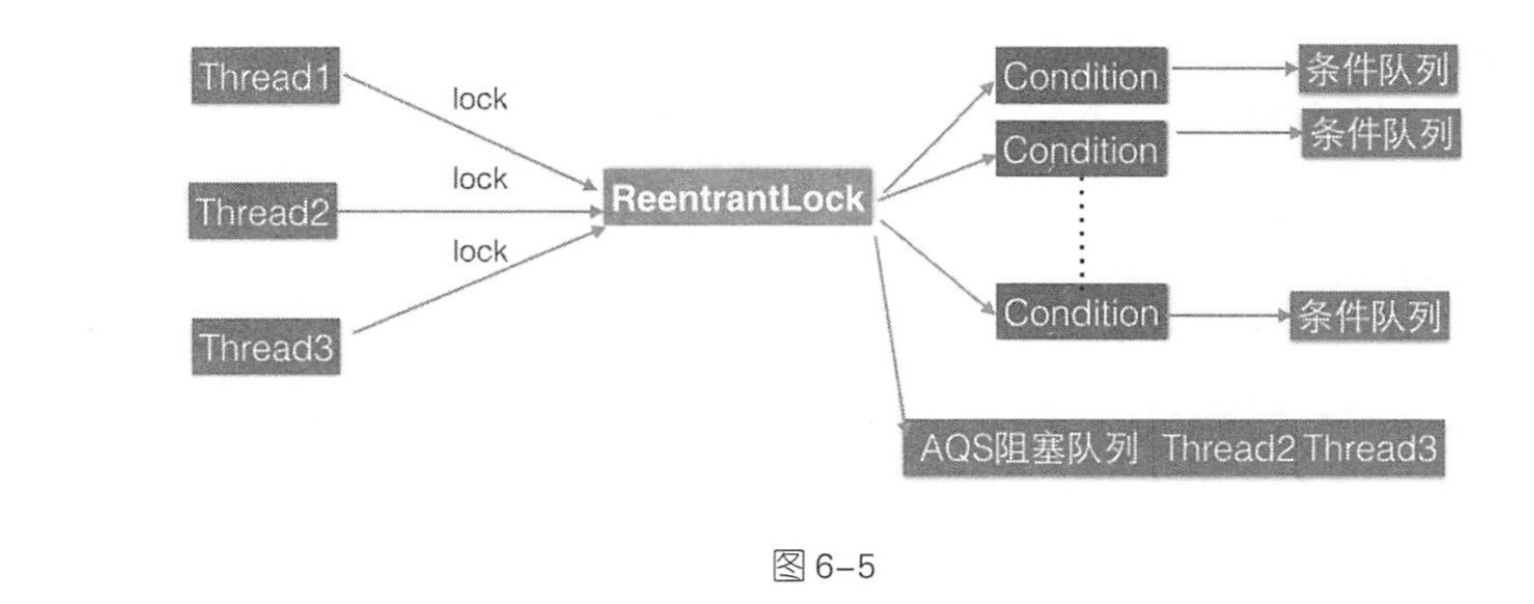 Thread1
lock
Thread2
lock
Thread3
lock
ReentrantLock
Condition
条件队列
Condition
条件队列
Condition
条件队列
AQS阻塞队列 Thread2 Thread3
图 6-5